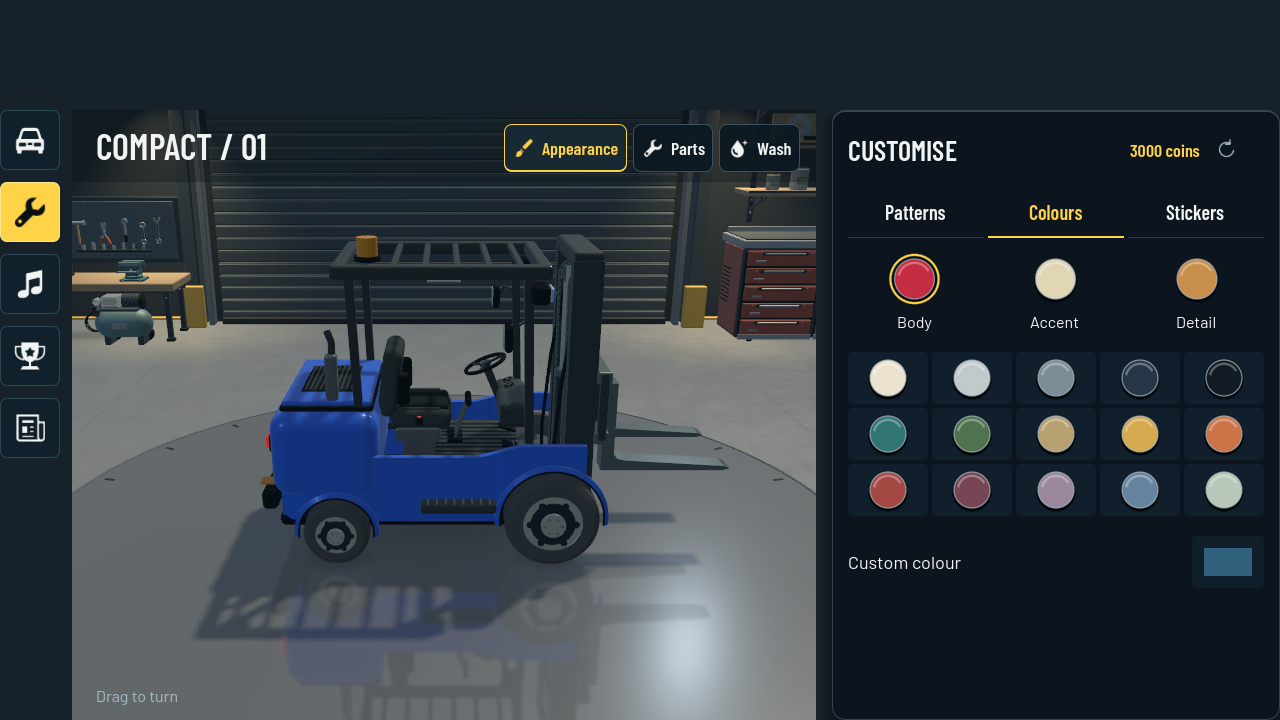 COMPACT / 01
Appearance
Parts
Wash
CUSTOMISE
3000 coins
Patterns
Colours
Stickers
Body
Accent
Detail
Custom colour
Drag to turn